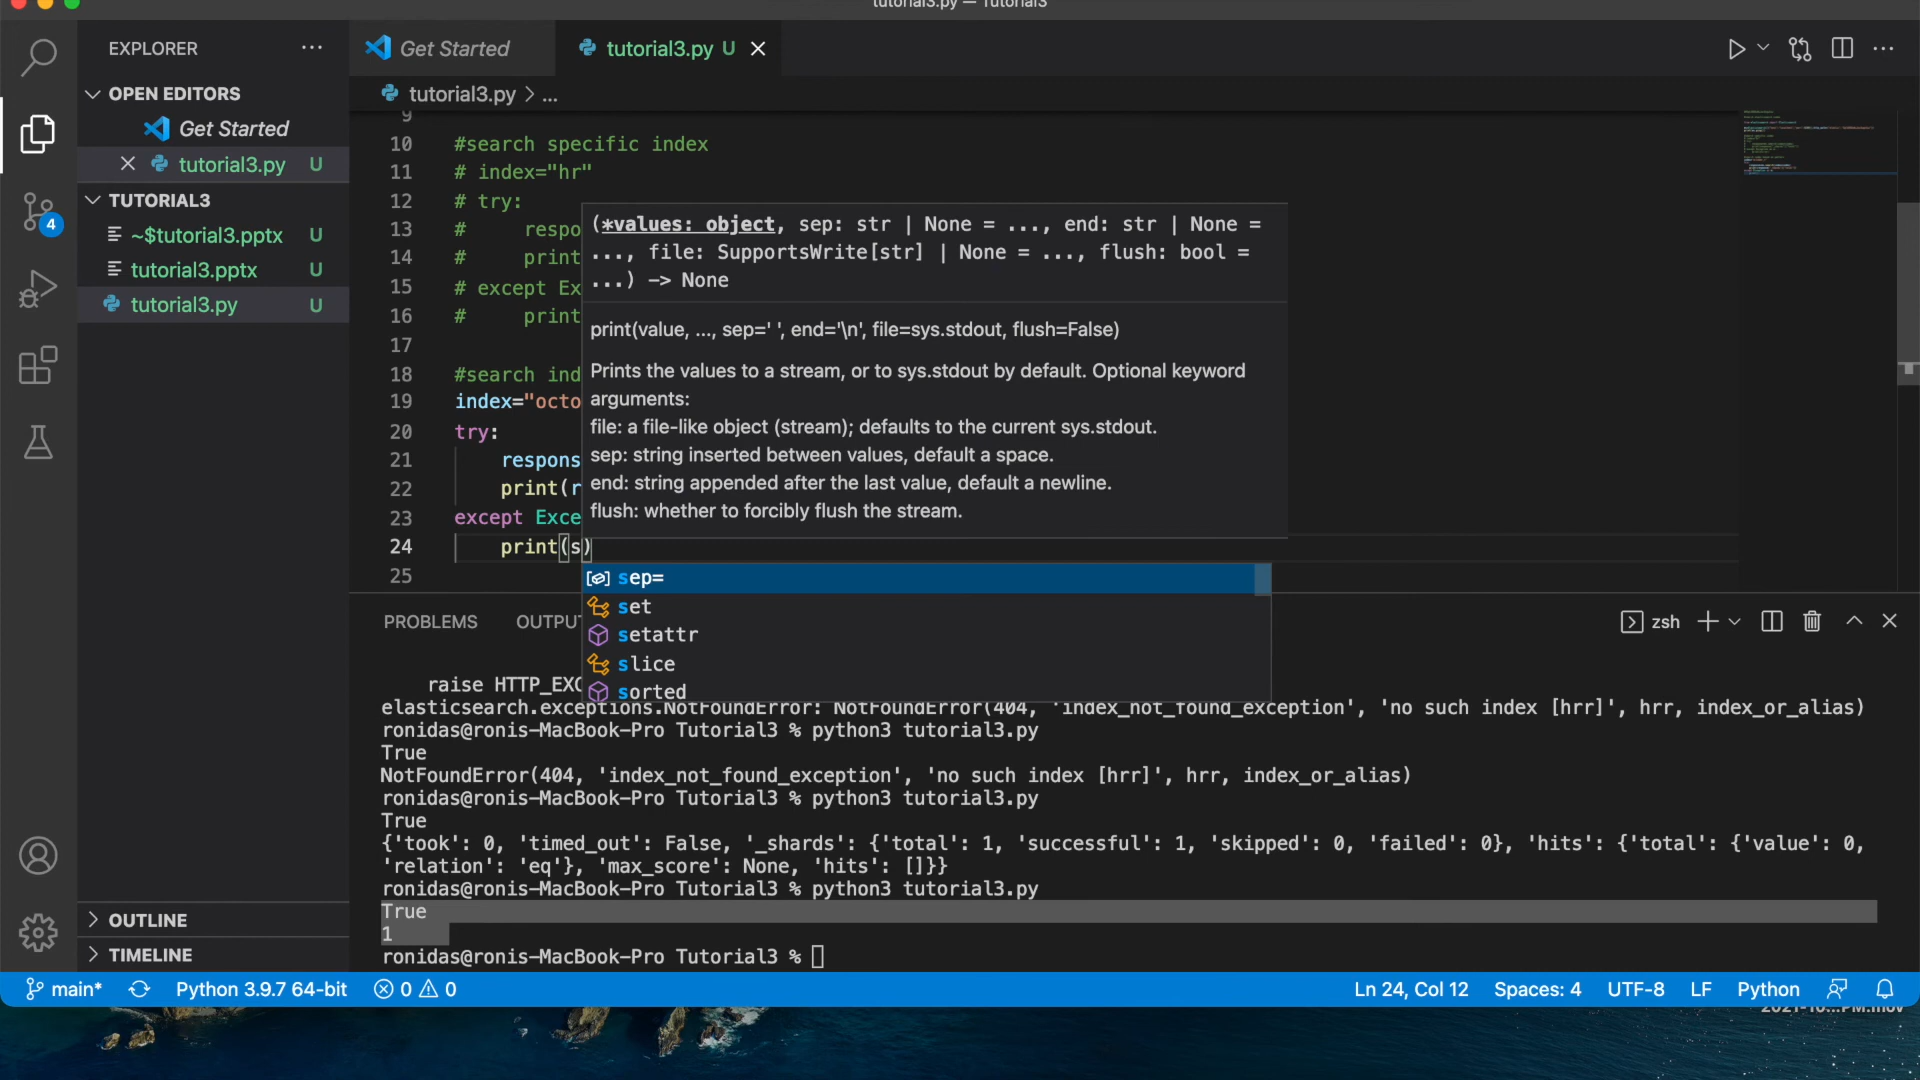 tutorial3.py — Tutorial3
EXPLORER
OPEN EDITORS
Get Started
tutorial3.py U
TUTORIAL3
~$tutorial3.pptx U
tutorial3.pptx U
tutorial3.py U
OUTLINE
TIMELINE
4
Get Started
tutorial3.py U
tutorial3.py > ...
9
10 #search specific index
11 # index="hr"
12 # try:
13 # respo
14 # print
15 # except Ex
16 # print
17
18 #search ind
19 index="octo
20 try:
21 respons
22 print(r
23 except Exce
24 print(s)
25
(*values: object, sep: str | None = ..., end: str | None =
..., file: SupportsWrite[str] | None = ..., flush: bool =
...) -> None
print(value, ..., sep=' ', end='\n', file=sys.stdout, flush=False)
Prints the values to a stream, or to sys.stdout by default. Optional keyword
arguments:
file: a file-like object (stream); defaults to the current sys.stdout.
sep: string inserted between values, default a space.
end: string appended after the last value, default a newline.
flush: whether to forcibly flush the stream.
sep=
set
setattr
slice
sorted
PROBLEMS OUTPUT
zsh
raise HTTP_EXC
elasticsearch.exceptions.NotFoundError: NotFoundError(404, 'index_not_found_exception', 'no such index [hrr]', hrr, index_or_alias)
ronidas@ronis-MacBook-Pro Tutorial3 % python3 tutorial3.py
True
NotFoundError(404, 'index_not_found_exception', 'no such index [hrr]', hrr, index_or_alias)
ronidas@ronis-MacBook-Pro Tutorial3 % python3 tutorial3.py
True
{'took': 0, 'timed_out': False, '_shards': {'total': 1, 'successful': 1, 'skipped': 0, 'failed': 0}, 'hits': {'total': {'value': 0,
'relation': 'eq'}, 'max_score': None, 'hits': []}}
ronidas@ronis-MacBook-Pro Tutorial3 % python3 tutorial3.py
True
1
ronidas@ronis-MacBook-Pro Tutorial3 %
main* Python 3.9.7 64-bit 0 0 Ln 24, Col 12 Spaces: 4 UTF-8 LF Python
2021-10...PM.mov